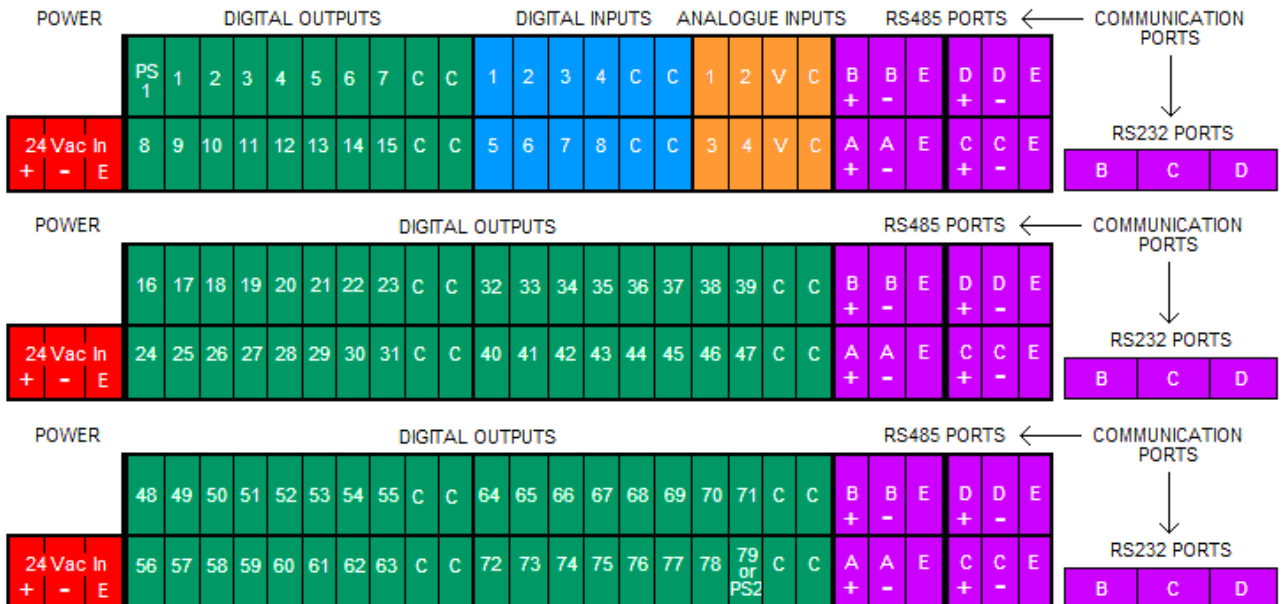 POWER DIGITAL OUTPUTS DIGITAL INPUTS ANALOGUE INPUTS RS485 PORTS COMMUNICATION
PORTS
PS 1 1 2 3 4 5 6 7 C C 1 2 3 4 C C 1 2 V C B + B - E D + D - E
RS232 PORTS
24 Vac In 8 9 10 11 12 13 14 15 C C 5 6 7 8 C C 3 4 V C A + A - E C + C - E
+ - E B C D
POWER DIGITAL OUTPUTS RS485 PORTS COMMUNICATION
PORTS
16 17 18 19 20 21 22 23 C C 32 33 34 35 36 37 38 39 C C B + B - E D + D - E
RS232 PORTS
24 Vac In 24 25 26 27 28 29 30 31 C C 40 41 42 43 44 45 46 47 C C A + A - E C + C - E
+ - E B C D
POWER DIGITAL OUTPUTS RS485 PORTS COMMUNICATION
PORTS
48 49 50 51 52 53 54 55 C C 64 65 66 67 68 69 70 71 C C B + B - E D + D - E
RS232 PORTS
24 Vac In 56 57 58 59 60 61 62 63 C C 72 73 74 75 76 77 78 79 or PS2 C C A + A - E C + C - E
+ - E B C D